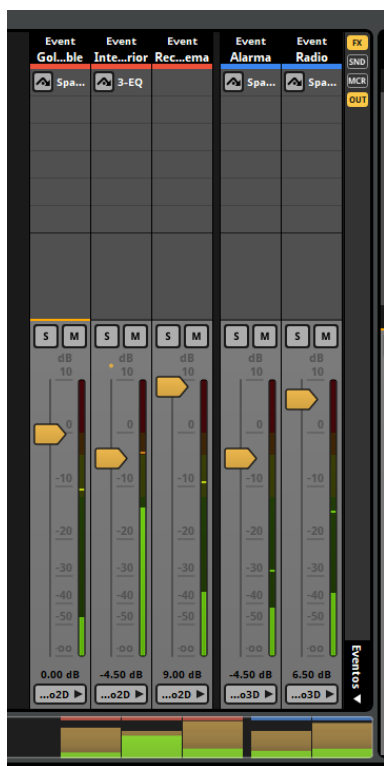 Event Event Event Event Event
Gol...ble Inte...rior Rec...ema Alarma Radio
FX
SND
MCR
OUT
Spa... 3-EQ Spa... Spa...
S M S M S M S M S M
dB dB dB dB dB
10 10 10 10 10
0 0 0 0 0
-10 -10 -10 -10 -10
-20 -20 -20 -20 -20
-30 -30 -30 -30 -30
-40 -40 -40 -40 -40
-50 -50 -50 -50 -50
-oo -oo -oo -oo -oo
0.00 dB -4.50 dB 9.00 dB -4.50 dB 6.50 dB
...o2D ...o2D ...o2D ...o3D ...o3D
Eventos